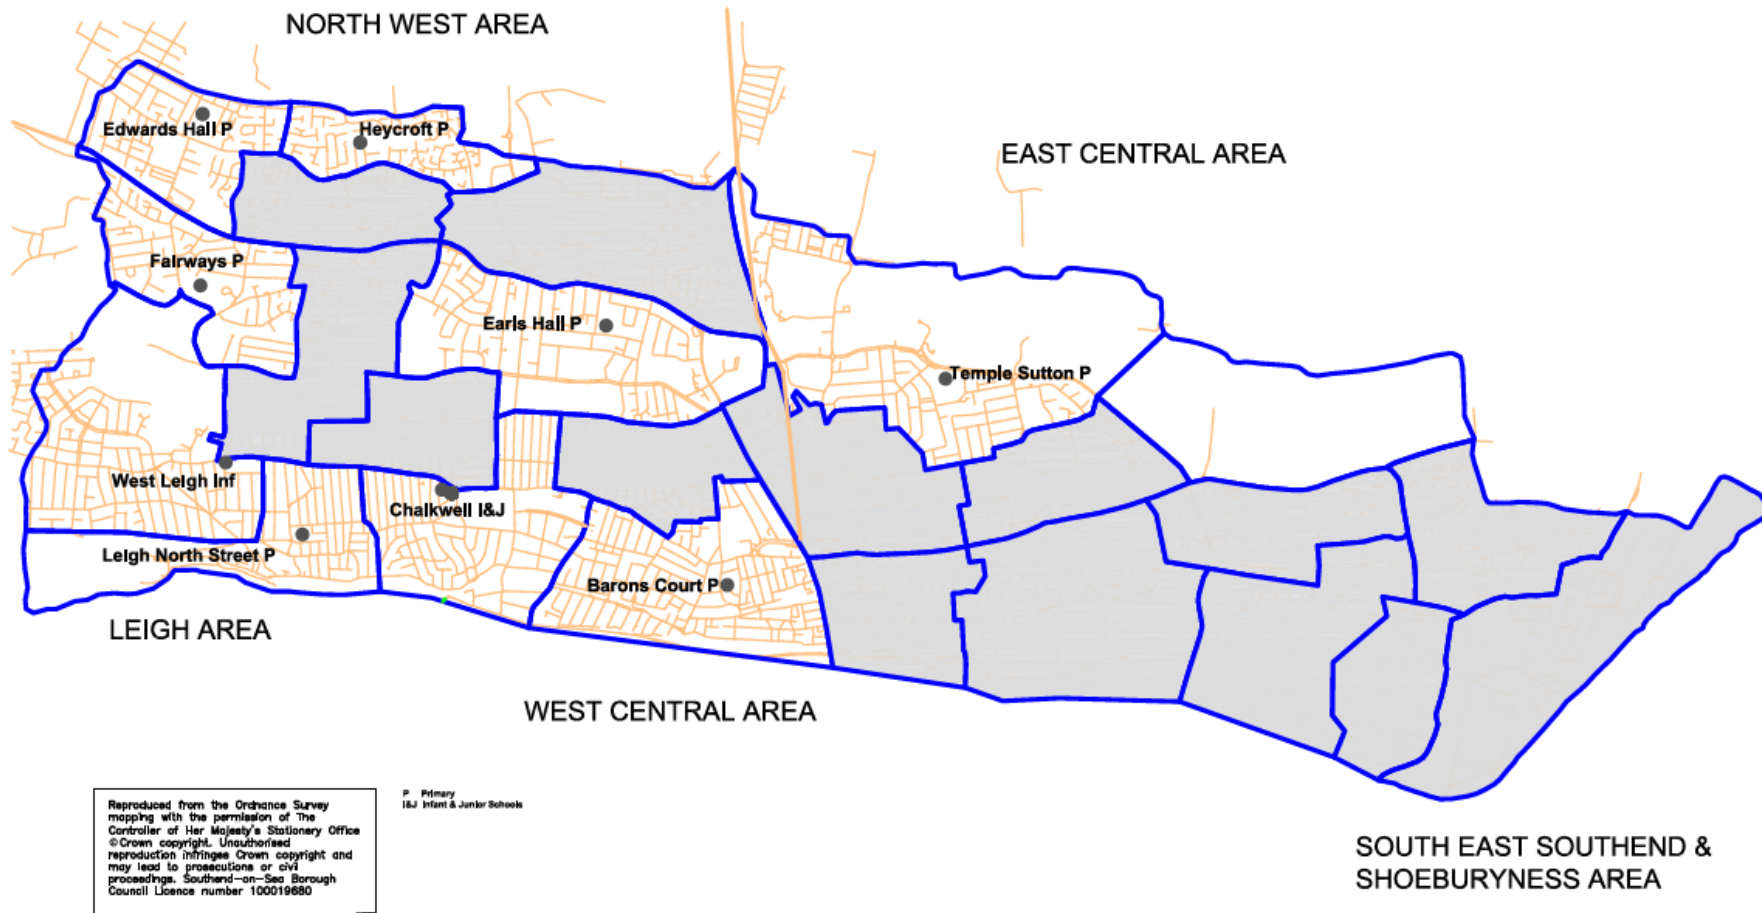 NORTH WEST AREA
Edwards Hall P
Heycroft P
EAST CENTRAL AREA
Fairways P
Earls Hall P
Temple Sutton P
West Leigh Inf
Chalkwell I&J
Leigh North Street P
Barons Court P
LEIGH AREA
WEST CENTRAL AREA
P Primary
I&J Infant & Junior Schools
Reproduced from the Ordnance Survey
mapping with the permission of The
Controller of Her Majesty's Stationery Office
©Crown copyright. Unauthorised
reproduction infringes Crown copyright and
may lead to prosecutions or civil
proceedings. Southend-on-Sea Borough
Council Licence number 100019680
SOUTH EAST SOUTHEND &
SHOEBURYNESS AREA